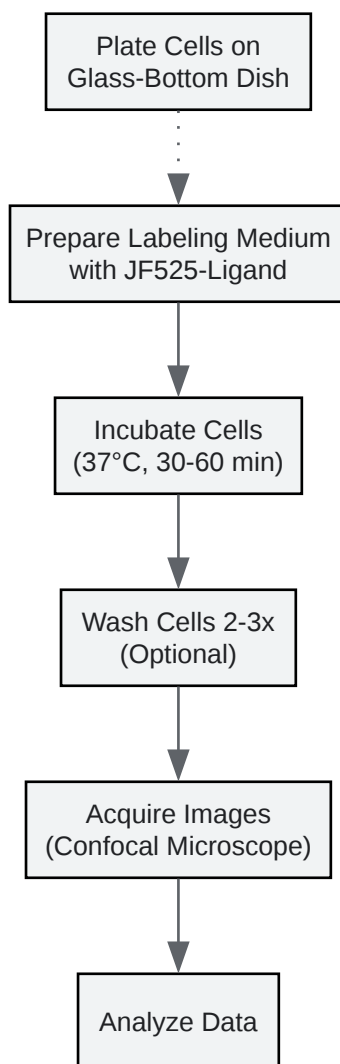 Plate Cells on
Glass-Bottom Dish
Prepare Labeling Medium
with JF525-Ligand
Incubate Cells
(37°C, 30-60 min)
Wash Cells 2-3x
(Optional)
Acquire Images
(Confocal Microscope)
Analyze Data